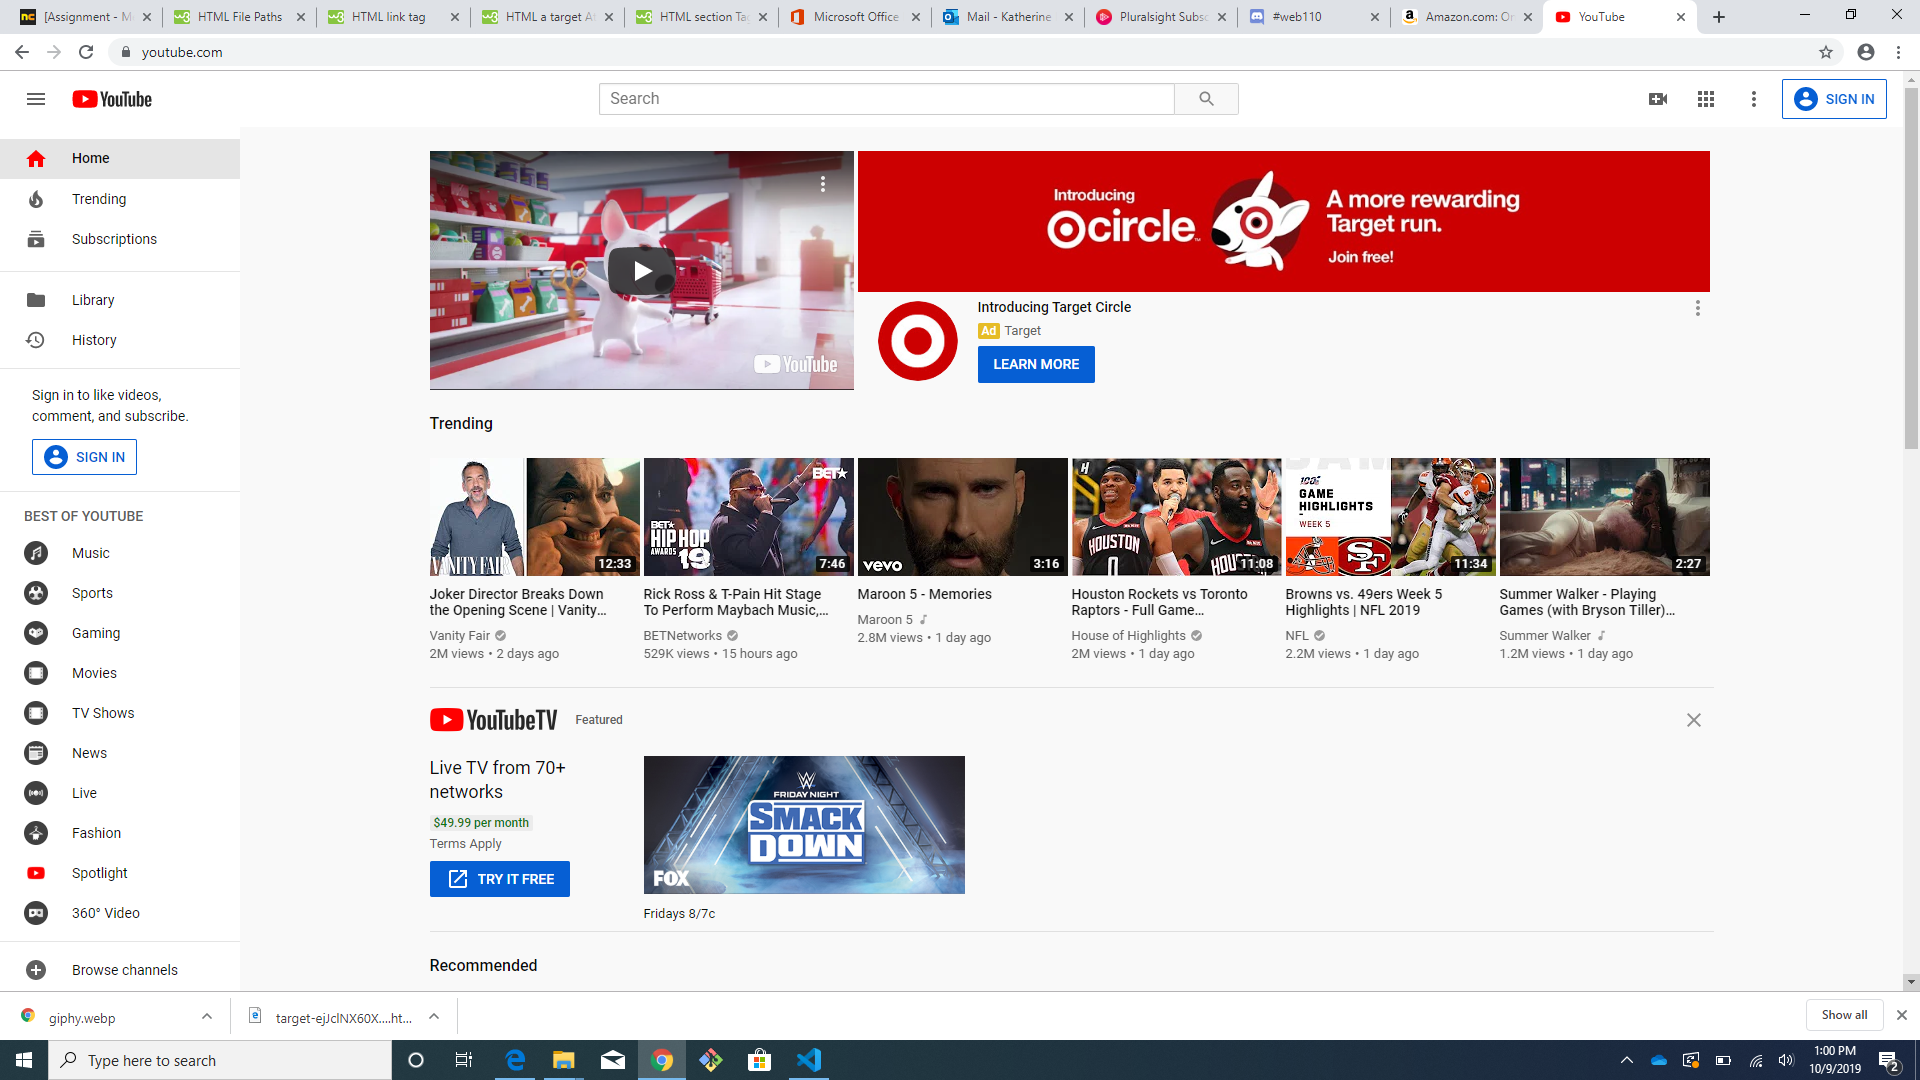 [Assignment - M
HTML File Paths
HTML link tag
HTML a target At
HTML section Tag
Microsoft Office
Mail - Katherine
Pluralsight Subsc
#web110
Amazon.com: On
YouTube
youtube.com
YouTube
Search
SIGN IN
Home
Trending
Subscriptions
Library
History
Sign in to like videos,
comment, and subscribe.
SIGN IN
BEST OF YOUTUBE
Music
Sports
Gaming
Movies
TV Shows
News
Live
Fashion
Spotlight
360° Video
Browse channels
YouTube
Introducing
circle
A more rewarding
Target run.
Join free!
Introducing Target Circle
Ad Target
LEARN MORE
Trending
VANITY FAIR
12:33
Joker Director Breaks Down
the Opening Scene | Vanity...
Vanity Fair
2M views • 2 days ago
BET★
BET★
HIP HOP
AWARDS 19
7:46
Rick Ross & T-Pain Hit Stage
To Perform Maybach Music,...
BETNetworks
529K views • 15 hours ago
vevo
3:16
Maroon 5 - Memories
Maroon 5
2.8M views • 1 day ago
HOUSTON
0
HOU
11:08
Houston Rockets vs Toronto
Raptors - Full Game...
House of Highlights
2M views • 1 day ago
100
GAME
HIGHLIGHTS
WEEK 5
SF
11:34
Browns vs. 49ers Week 5
Highlights | NFL 2019
NFL
2.2M views • 1 day ago
2:27
Summer Walker - Playing
Games (with Bryson Tiller)...
Summer Walker
1.2M views • 1 day ago
YouTubeTV
Featured
Live TV from 70+
networks
$49.99 per month
Terms Apply
TRY IT FREE
FRIDAY NIGHT
SMACK
DOWN
FOX
Fridays 8/7c
Recommended
giphy.webp
target-ejJclNX60X....ht...
Show all
Type here to search
1:00 PM
10/9/2019
2